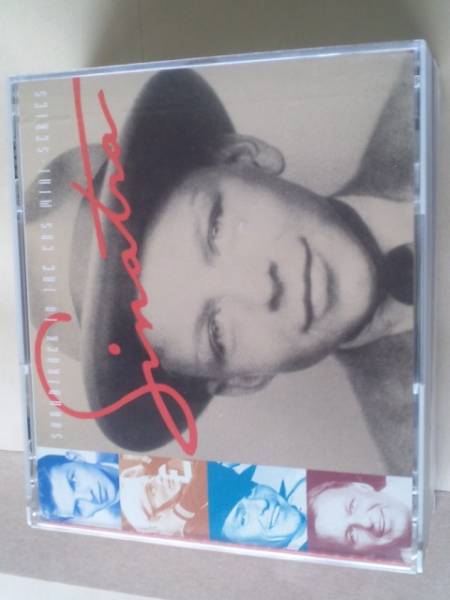 SOUNDTRACK TO THE CBS MINI-SERIES
Sinatra